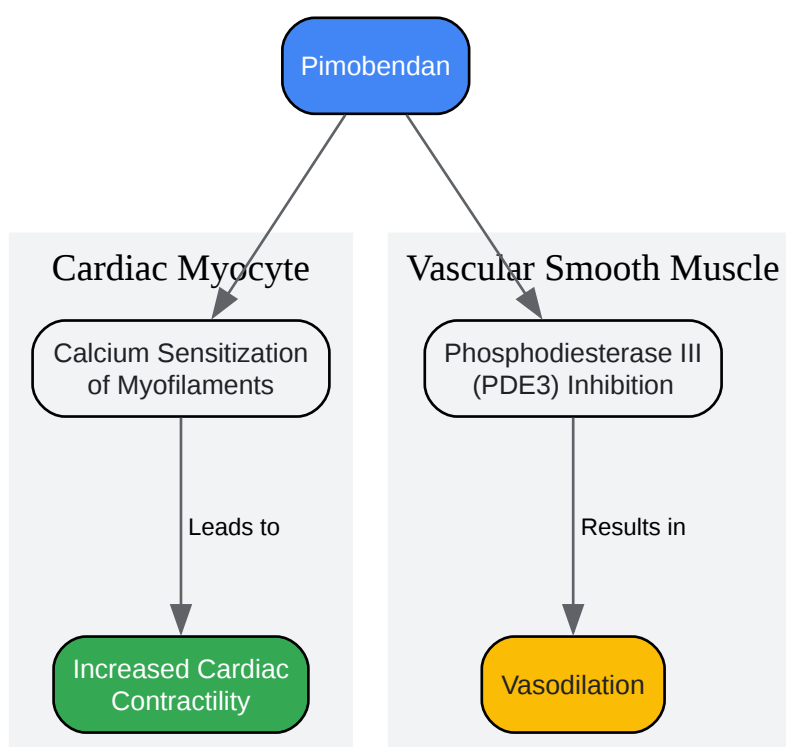 Pimobendan
Cardiac Myocyte
Vascular Smooth Muscle
Calcium Sensitization
of Myofilaments
Phosphodiesterase III
(PDE3) Inhibition
Leads to
Results in
Increased Cardiac
Contractility
Vasodilation